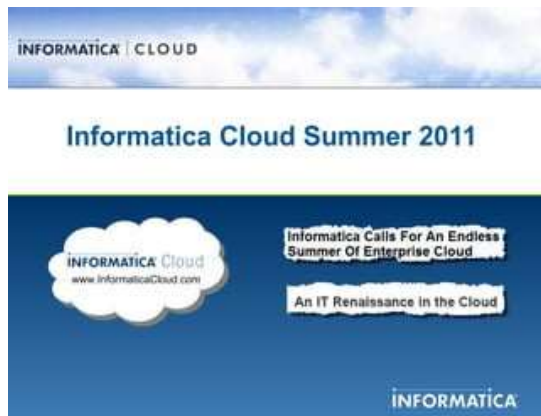 INFORMATICA | CLOUD
Informatica Cloud Summer 2011
INFORMATICA Cloud
www.InformaticaCloud.com
Informatica Calls For An Endless
Summer Of Enterprise Cloud
An IT Renaissance in the Cloud
INFORMATICA